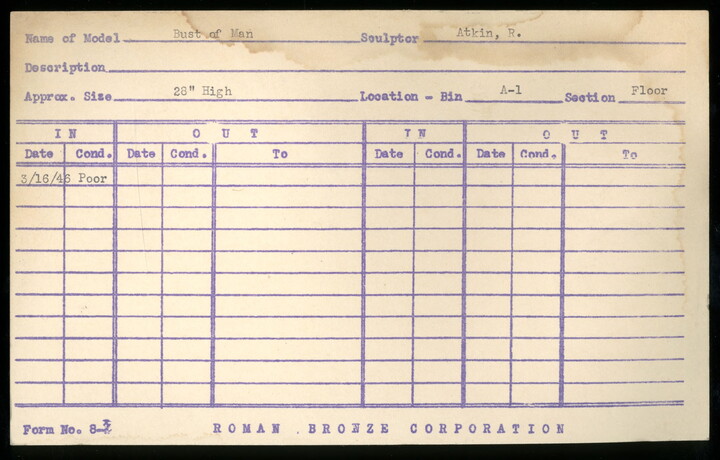 Name of Model Bust of Man Sculptor Atkin, R.
Description
Approx. Size 28" High Location - Bin A-1 Section Floor
IN OUT IN OUT
Date Cond. Date Cond. To Date Cond. Date Cond. To
3/16/46 Poor
Form No. 8- ROMAN BRONZE CORPORATION